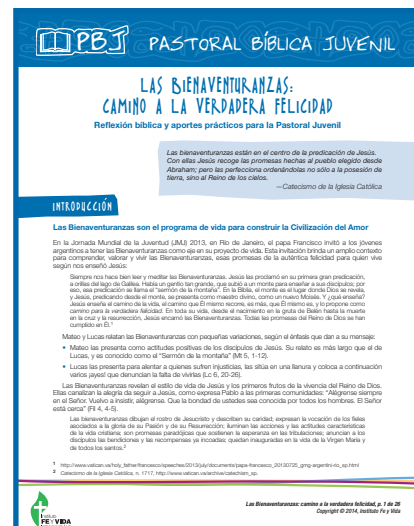 PBJ PASTORAL BÍBLICA JUVENIL
LAS BIENAVENTURANZAS:
CAMINO A LA VERDADERA FELICIDAD
Reflexión bíblica y aportes prácticos para la Pastoral Juvenil
Las bienaventuranzas están en el centro de la predicación de Jesús.
Con ellas Jesús recoge las promesas hechas al pueblo elegido desde
Abraham; pero las perfecciona ordenándolas no sólo a la posesión de
tierra, sino al Reino de los cielos.
—Catecismo de la Iglesia Católica
INTRODUCCIÓN
Las Bienaventuranzas son el programa de vida para construir la Civilización del Amor
En la Jornada Mundial de la Juventud (JMJ) 2013, en Río de Janeiro, el papa Francisco invitó a los jóvenes
argentinos a tener las Bienaventuranzas como eje en su proyecto de vida. Esta invitación brinda un amplio contexto
para comprender, valorar y vivir las Bienaventuranzas, esas promesas de la auténtica felicidad para quien vive
según nos enseñó Jesús:
Siempre nos hace bien leer y meditar las Bienaventuranzas. Jesús las proclamó en su primera gran predicación,
a orillas del lago de Galilea. Había un gentío tan grande, que subió a un monte para enseñar a sus discípulos; por
eso, esa predicación se llama el "sermón de la montaña". En la Biblia, el monte es el lugar donde Dios se revela,
y Jesús, predicando desde el monte, se presenta como maestro divino, como un nuevo Moisés. Y ¿qué enseña?
Jesús enseña el camino de la vida, el camino que Él mismo recorre, es más, que Él mismo es, y lo propone como
camino para la verdadera felicidad. En toda su vida, desde el nacimiento en la gruta de Belén hasta la muerte
en la cruz y la resurrección, Jesús encarnó las Bienaventuranzas. Todas las promesas del Reino de Dios se han
cumplido en Él.1
Mateo y Lucas relatan las Bienaventuranzas con pequeñas variaciones, según el énfasis que dan a su mensaje:
• Mateo las presenta como actitudes positivas de los discípulos de Jesús. Su relato es más largo que el de
Lucas, y es conocido como el "Sermón de la montaña" (Mt 5, 1-12).
• Lucas las presenta para alentar a quienes sufren injusticias, las sitúa en una llanura y coloca a continuación
varios ¡ayes! que denuncian la falta de vivirlas (Lc 6, 20-26).
Las Bienaventuranzas revelan el estilo de vida de Jesús y los primeros frutos de la vivencia del Reino de Dios.
Ellas canalizan la alegría de seguir a Jesús, como expresa Pablo a las primeras comunidades: "Alégrense siempre
en el Señor. Vuelvo a insistir, alégrense. Que la bondad de ustedes sea conocida por todos los hombres. El Señor
está cerca" (Fil 4, 4-5).
Las bienaventuranzas dibujan el rostro de Jesucristo y describen su caridad; expresan la vocación de los fieles
asociados a la gloria de su Pasión y de su Resurrección; iluminan las acciones y las actitudes características
de la vida cristiana; son promesas paradójicas que sostienen la esperanza en las tribulaciones; anuncian a los
discípulos las bendiciones y las recompensas ya incoadas; quedan inauguradas en la vida de la Virgen María y
de todos los santos.2
1 http://www.vatican.va/holy_father/francesco/speeches/2013/july/documents/papa-francesco_20130725_gmg-argentini-rio_sp.html
2 Catecismo de la Iglesia Católica, n. 1717, http://www.vatican.va/archive/catechism_sp.
Instituto
FE Y VIDA
Las Bienaventuranzas: camino a la verdadera felicidad, p. 1 de 26
Copyright © 2014, Instituto Fe y Vida